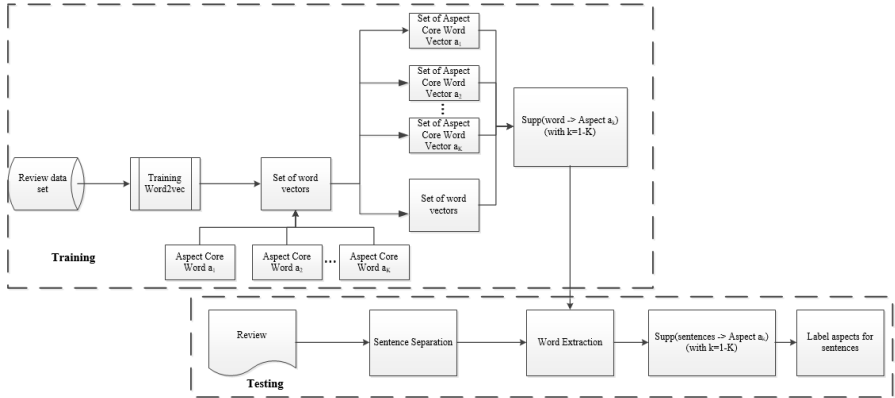 Set of Aspect
Core Word
Vector a₁
Set of Aspect
Core Word
Vector a₂
...
Set of Aspect
Core Word
Vector aₖ
Supp(word -> Aspect aₖ)
(with k=1-K)
Review data
set
Training
Word2vec
Set of word
vectors
Set of word
vectors
Training
Aspect Core
Word a₁
Aspect Core
Word a₂
...
Aspect Core
Word aₖ
Review
Sentence Separation
Word Extraction
Supp(sentences -> Aspect aₖ)
(with k=1-K)
Label aspects for
sentences
Testing